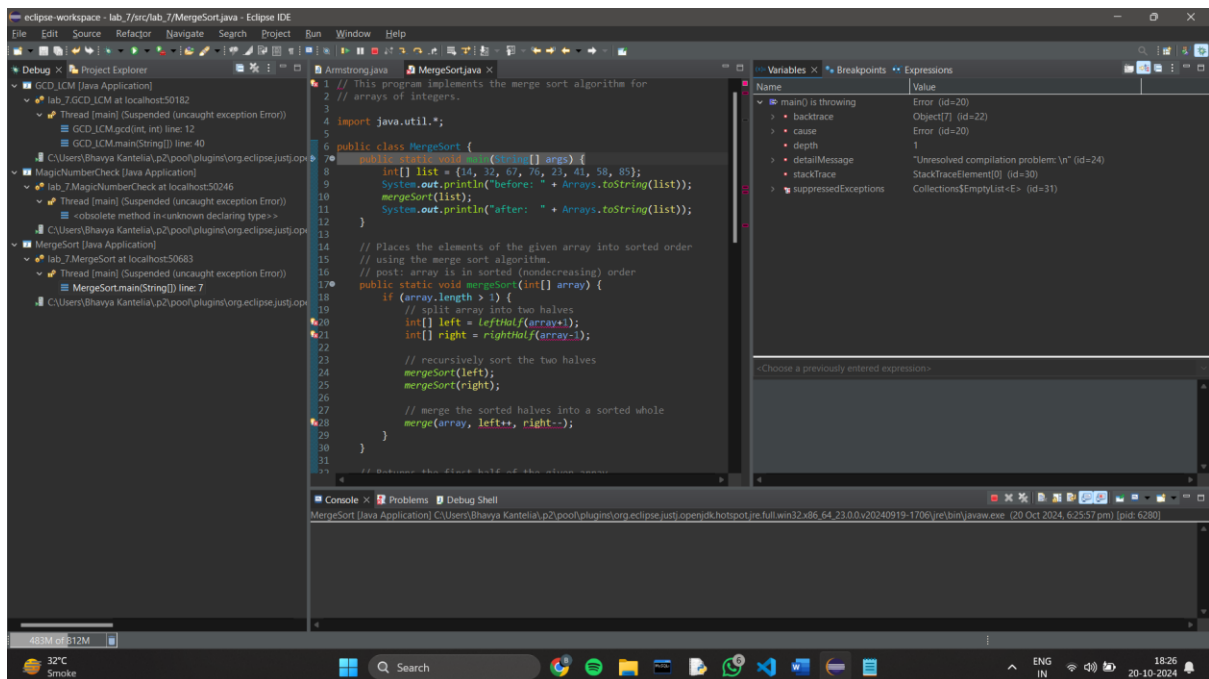 eclipse-workspace - lab_7/src/lab_7/MergeSort.java - Eclipse IDE
File Edit Source Refactor Navigate Search Project Run Window Help
Debug Project Explorer
GCD_LCM [Java Application]
lab_7.GCD_LCM at localhost:50182
Thread [main] (Suspended (uncaught exception Error))
GCD_LCM.gcd(int, int) line: 12
GCD_LCM.main(String[]) line: 40
C:\Users\Bhavya Kantelia\.p2\pool\plugins\org.eclipse.justj.ope
MagicNumberCheck [Java Application]
lab_7.MagicNumberCheck at localhost:50246
Thread [main] (Suspended (uncaught exception Error))
<obsolete method in<unknown declaring type>>
C:\Users\Bhavya Kantelia\.p2\pool\plugins\org.eclipse.justj.ope
MergeSort [Java Application]
lab_7.MergeSort at localhost:50683
Thread [main] (Suspended (uncaught exception Error))
MergeSort.main(String[]) line: 7
C:\Users\Bhavya Kantelia\.p2\pool\plugins\org.eclipse.justj.ope
Armstrong.java MergeSort.java
1 // This program implements the merge sort algorithm for
2 // arrays of integers.
3
4 import java.util.*;
5
6 public class MergeSort {
7 public static void main(String[] args) {
8 int[] list = {14, 32, 67, 76, 23, 41, 58, 85};
9 System.out.println("before: " + Arrays.toString(list));
10 mergeSort(list);
11 System.out.println("after:  " + Arrays.toString(list));
12 }
13
14 // Places the elements of the given array into sorted order
15 // using the merge sort algorithm.
16 // post: array is in sorted (nondecreasing) order
17 public static void mergeSort(int[] array) {
18 if (array.length > 1) {
19 // split array into two halves
20 int[] left = leftHalf(array+1);
21 int[] right = rightHalf(array-1);
22
23 // recursively sort the two halves
24 mergeSort(left);
25 mergeSort(right);
26
27 // merge the sorted halves into a sorted whole
28 merge(array, left++, right--);
29 }
30 }
31
32 // Returns the first half of the given array
Variables Breakpoints Expressions
Name Value
main() is throwing Error (id=20)
backtrace Object[7] (id=22)
cause Error (id=20)
depth 1
detailMessage "Unresolved compilation problem: \n" (id=24)
stackTrace StackTraceElement[0] (id=30)
suppressedExceptions Collections$EmptyList<E> (id=31)
<Choose a previously entered expression>
Console Problems Debug Shell
MergeSort [Java Application] C:\Users\Bhavya Kantelia\.p2\pool\plugins\org.eclipse.justj.openjdk.hotspot.jre.full.win32.x86_64_23.0.0.v20240919-1706\jre\bin\javaw.exe (20 Oct 2024, 6:25:57 pm) [pid: 6280]
483M of 812M
32°C
Smoke
Search
ENG
IN
18:26
20-10-2024